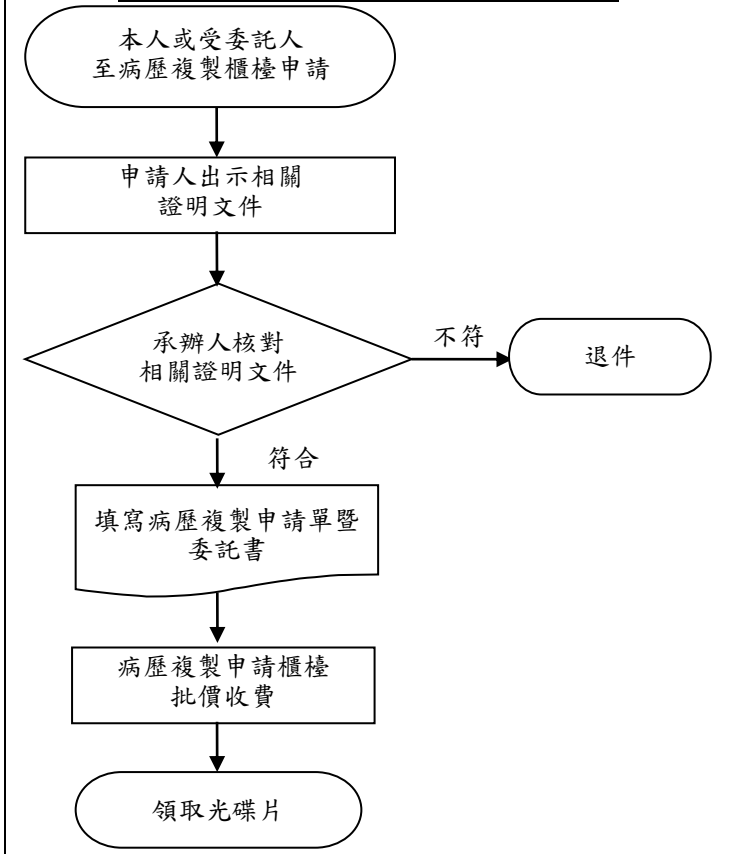 本人或受委託人
至病歷複製櫃檯申請
申請人出示相關
證明文件
承辦人核對
相關證明文件
不符
退件
符合
填寫病歷複製申請單暨
委託書
病歷複製申請櫃檯
批價收費
領取光碟片